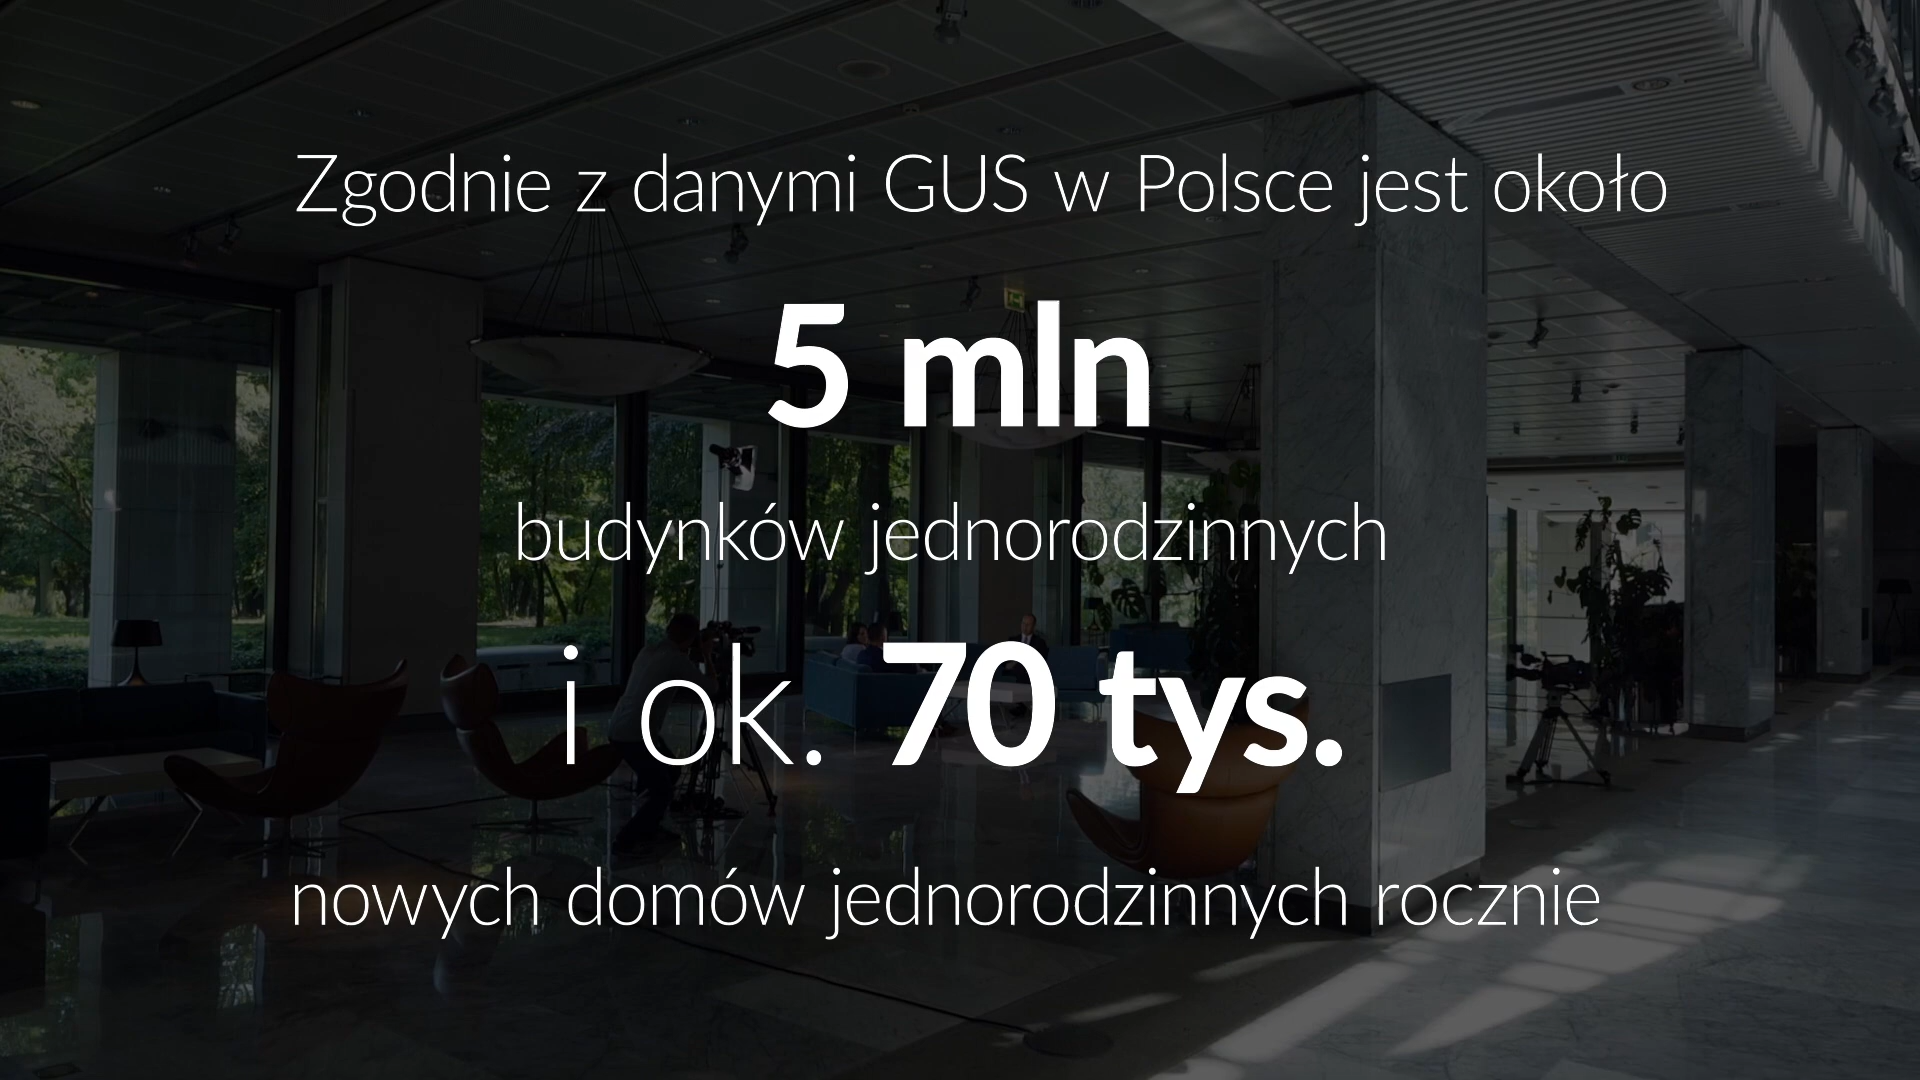 Zgodnie z danymi GUS w Polsce jest około
5 mln
budynków jednorodzinnych
i ok. 70 tys.
nowych domów jednorodzinnych rocznie